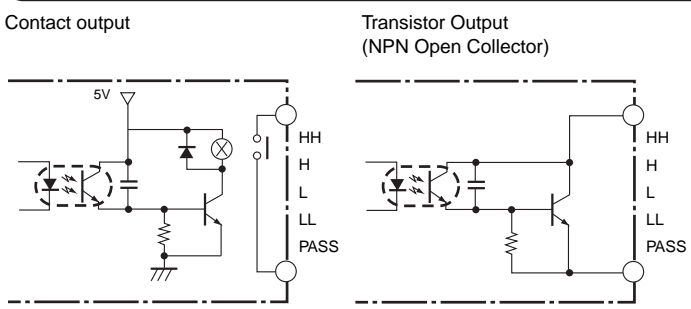 Contact output
Transistor Output
(NPN Open Collector)
5V
HH
H
L
LL
PASS
HH
H
L
LL
PASS